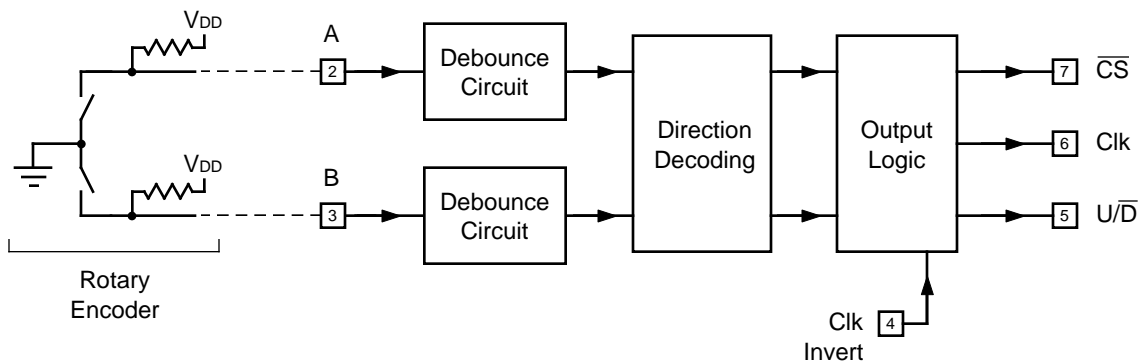 VDD
A
2
Debounce
Circuit
Direction
Decoding
Output
Logic
7 C̅S̅
6 Clk
VDD
B
3
Debounce
Circuit
5 U/D̅
Rotary
Encoder
Clk
Invert
4